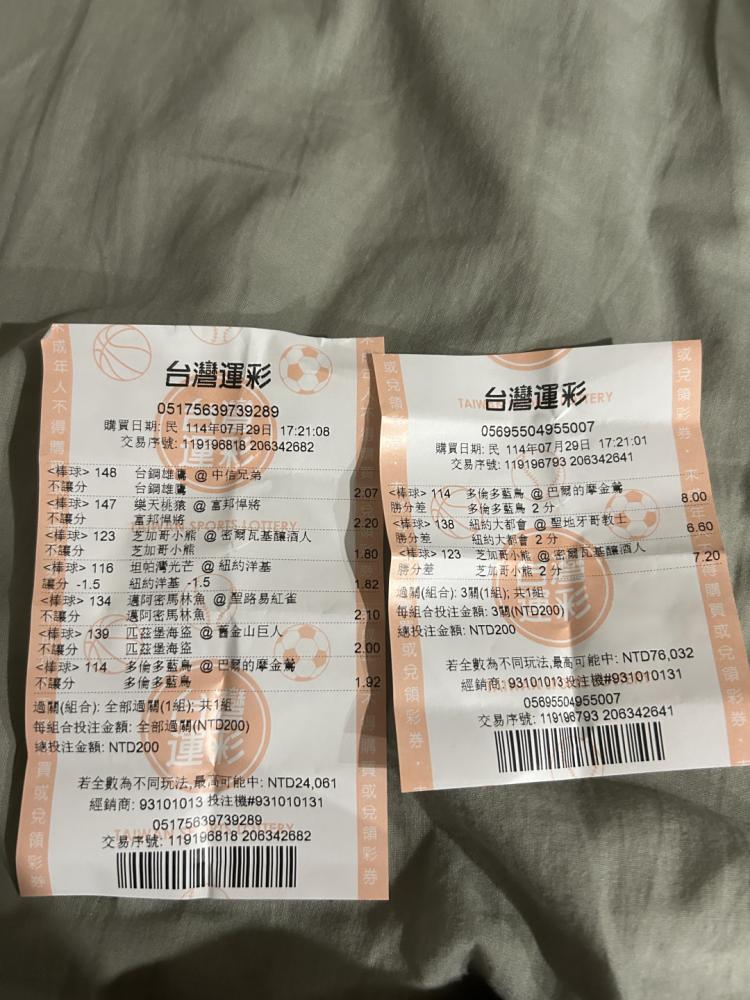 台灣運彩
05175639739289
購買日期: 民 114年07月29日 17:21:08
交易序號: 119196818 206342682
<棒球> 148 台鋼雄鷹 @ 中信兄弟
不讓分 台鋼雄鷹 2.07
<棒球> 147 樂天桃猿 @ 富邦悍將
不讓分 富邦悍將 2.20
<棒球> 123 芝加哥小熊 @ 密爾瓦基釀酒人
不讓分 芝加哥小熊 1.80
<棒球> 116 坦帕灣光芒 @ 紐約洋基
讓分 -1.5 紐約洋基 -1.5 1.82
<棒球> 134 邁阿密馬林魚 @ 聖路易紅雀
不讓分 邁阿密馬林魚 2.10
<棒球> 139 匹茲堡海盜 @ 舊金山巨人
不讓分 匹茲堡海盜 2.00
<棒球> 114 多倫多藍鳥 @ 巴爾的摩金鶯
不讓分 多倫多藍鳥 1.92
過關(組合): 全部過關(1組); 共1組
每組合投注金額: 全部過關(NTD200)
總投注金額: NTD200
若全數為不同玩法,最高可能中: NTD24,061
經銷商: 93101013 投注機#931010131
05175639739289
交易序號: 119196818 206342682
台灣運彩
05695504955007
購買日期: 民 114年07月29日 17:21:01
交易序號: 119196793 206342641
<棒球> 114 多倫多藍鳥 @ 巴爾的摩金鶯
勝分差 多倫多藍鳥 2 分 8.00
<棒球> 138 紐約大都會 @ 聖地牙哥教士
勝分差 紐約大都會 2 分 6.60
<棒球> 123 芝加哥小熊 @ 密爾瓦基釀酒人
勝分差 芝加哥小熊 2 分 7.20
過關(組合): 3關(1組); 共1組
每組合投注金額: 3關(NTD200)
總投注金額: NTD200
若全數為不同玩法,最高可能中: NTD76,032
經銷商: 93101013投注機#931010131
05695504955007
交易序號: 119196793 206342641